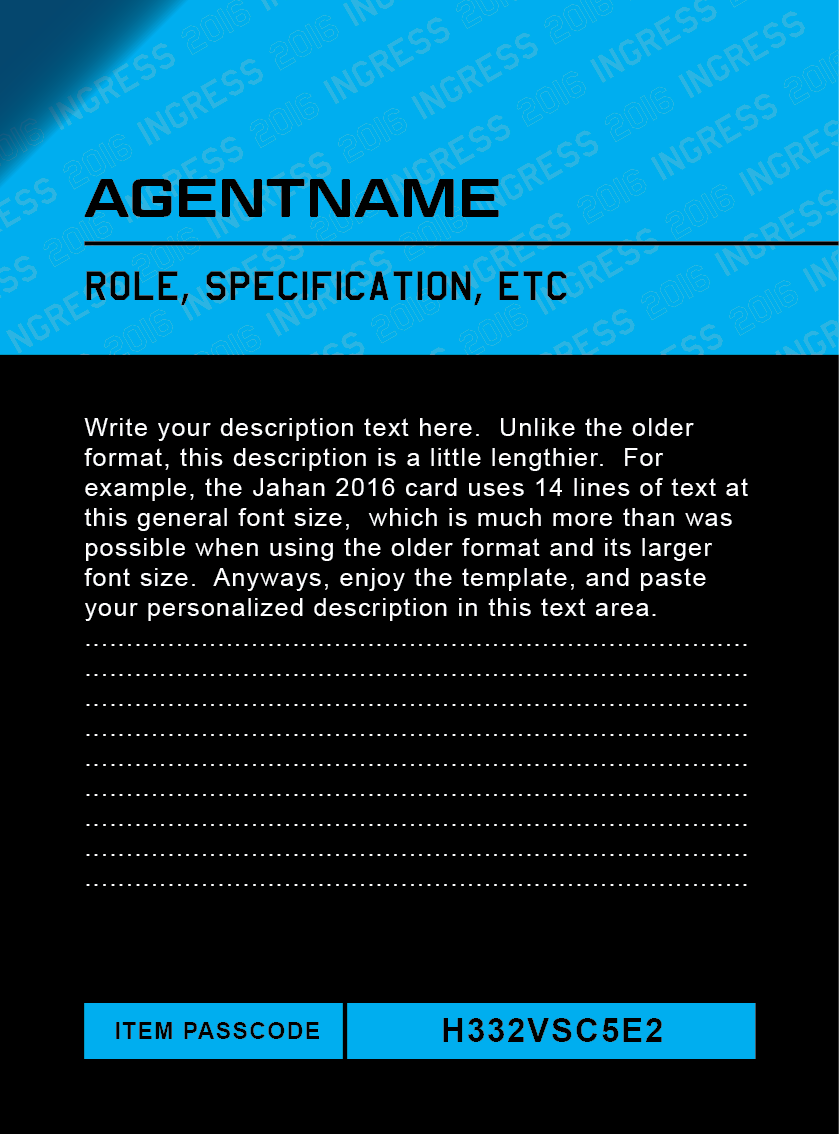 AGENTNAME
ROLE, SPECIFICATION, ETC
Write your description text here.  Unlike the older
format, this description is a little lengthier.  For
example, the Jahan 2016 card uses 14 lines of text at
this general font size,  which is much more than was
possible when using the older format and its larger
font size.  Anyways, enjoy the template, and paste
your personalized description in this text area.
ITEM PASSCODE H332VSC5E2
INGRESS 2016 INGRESS 2016 INGRESS 2016